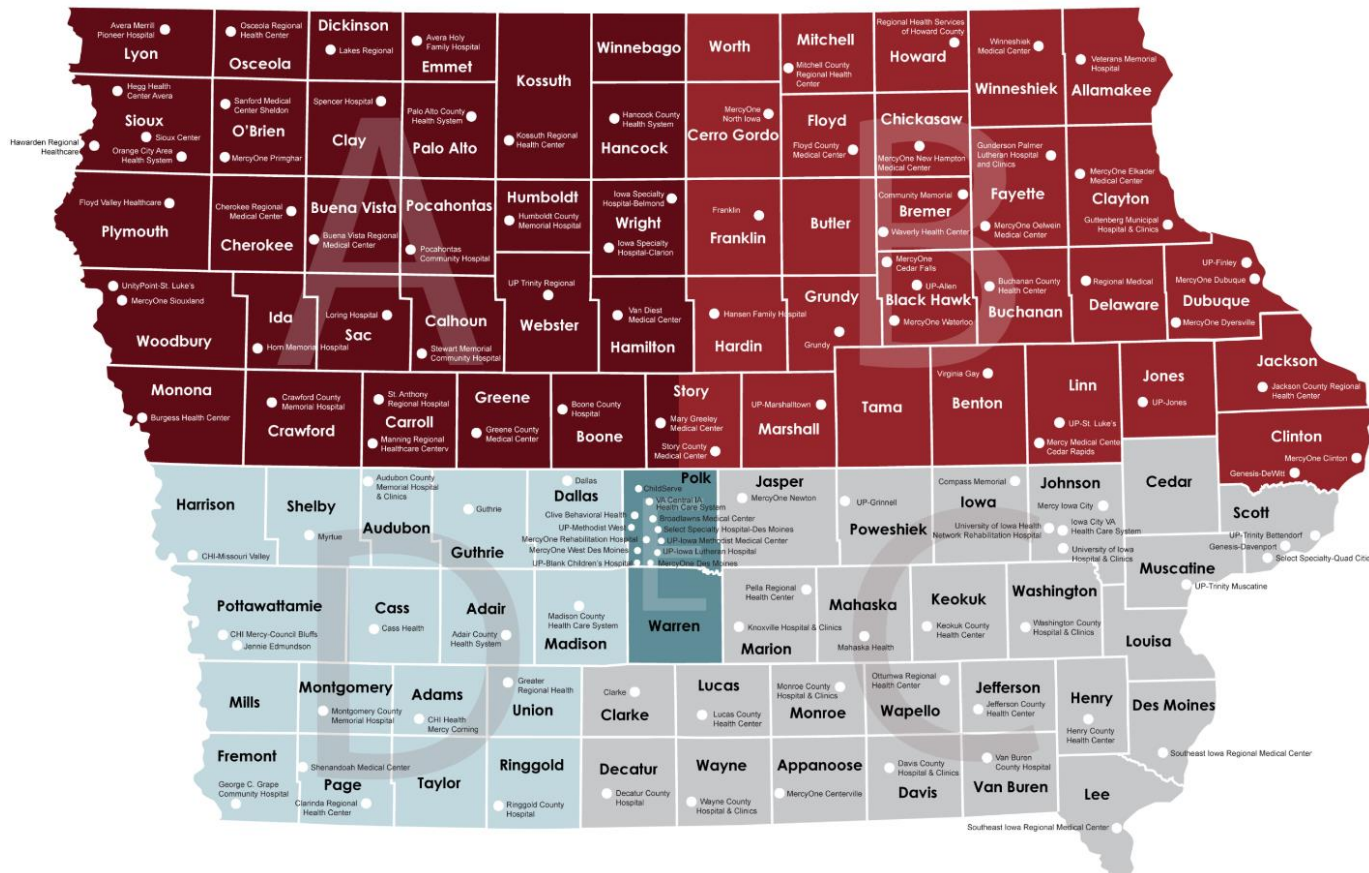 Avera Merrill
Pioneer Hospital
Lyon
Osceola Regional
Health Center
Osceola
Dickinson
Lakes Regional
Avera Holy
Family Hospital
Emmet
Kossuth
Kossuth Regional
Health Center
Winnebago
Worth
Mitchell
Mitchell County
Regional Health
Center
Regional Health Services
of Howard County
Howard
Winneshiek
Medical Center
Winneshiek
Veterans Memorial
Hospital
Allamakee
Hegg Health
Center Avera
Sioux
Sioux Center
Hawarden Regional
Healthcare
Orange City Area
Health System
Sanford Medical
Center Sheldon
O'Brien
MercyOne Primghar
Spencer Hospital
Clay
Palo Alto County
Health System
Palo Alto
Hancock County
Health System
Hancock
MercyOne
North Iowa
Cerro Gordo
Floyd
Floyd County
Medical Center
Chickasaw
MercyOne New Hampton
Medical Center
Gunderson Palmer
Lutheran Hospital
and Clinics
Fayette
MercyOne Oelwein
Medical Center
MercyOne Elkader
Medical Center
Clayton
Guttenberg Municipal
Hospital & Clinics
Floyd Valley Healthcare
Plymouth
Cherokee Regional
Medical Center
Cherokee
Buena Vista
Buena Vista Regional
Medical Center
Pocahontas
Pocahontas
Community Hospital
Humboldt
Humboldt County
Memorial Hospital
Iowa Specialty
Hospital-Belmond
Wright
Iowa Specialty
Hospital-Clarion
Franklin
Franklin
Butler
Community Memorial
Bremer
Waverly Health Center
A
B
UnityPoint-St. Luke's
MercyOne Siouxland
Woodbury
Ida
Horn Memorial Hospital
Loring Hospital
Sac
Calhoun
Stewart Memorial
Community Hospital
UP Trinity Regional
Webster
Van Diest
Medical Center
Hamilton
Hansen Family Hospital
Hardin
Grundy
Grundy
MercyOne
Cedar Falls
UP-Allen
Black Hawk
MercyOne Waterloo
Buchanan County
Health Center
Buchanan
Regional Medical
Delaware
UP-Finley
MercyOne Dubuque
Dubuque
MercyOne Dyersville
Monona
Burgess Health Center
Crawford County
Memorial Hospital
Crawford
St. Anthony
Regional Hospital
Carroll
Manning Regional
Healthcare Centerv
Greene
Greene County
Medical Center
Boone County
Hospital
Boone
Story
Mary Greeley
Medical Center
Story County
Medical Center
UP-Marshalltown
Marshall
Tama
Virginia Gay
Benton
Linn
UP-St. Luke's
Mercy Medical Center
Cedar Rapids
Jones
UP-Jones
Jackson
Jackson County Regional
Health Center
Clinton
MercyOne Clinton
Genesis-DeWitt
Harrison
CHI-Missouri Valley
Shelby
Myrtue
Audubon County
Memorial Hospital
& Clinics
Audubon
Guthrie
Guthrie
Dallas
Dallas
Clive Behavioral Health
UP-Methodist West
MercyOne Rehabilitation Hospital
MercyOne West Des Moines
UP-Blank Children's Hospital
Polk
ChildServe
VA Central IA
Health Care System
Broadlawns Medical Center
Select Specialty Hospital-Des Moines
UP-Iowa Methodist Medical Center
UP-Iowa Lutheran Hospital
MercyOne Des Moines
Jasper
MercyOne Newton
UP-Grinnell
Poweshiek
Compass Memorial
Iowa
University of Iowa Health
Network Rehabilitation Hospital
Johnson
Mercy Iowa City
Iowa City VA
Health Care System
University of Iowa
Hospital & Clinics
Cedar
Scott
UP-Trinity Bettendorf
Genesis-Davenport
Select Specialty-Quad Cities
Muscatine
UP-Trinity Muscatine
D
L
C
Pottawattamie
CHI Mercy-Council Bluffs
Jennie Edmundson
Cass
Cass Health
Adair
Adair County
Health System
Madison County
Health Care System
Madison
Warren
Pella Regional
Health Center
Knoxville Hospital & Clinics
Marion
Mahaska
Mahaska Health
Keokuk
Keokuk County
Health Center
Washington
Washington County
Hospital & Clinics
Louisa
Mills
Montgomery
Montgomery County
Memorial Hospital
Adams
CHI Health
Mercy Corning
Greater
Regional Health
Union
Clarke
Clarke
Lucas
Lucas County
Health Center
Monroe County
Hospital & Clinics
Monroe
Ottumwa Regional
Health Center
Wapello
Jefferson
Jefferson County
Health Center
Henry
Henry County
Health Center
Des Moines
Southeast Iowa Regional Medical Center
Fremont
George C. Grape
Community Hospital
Shenandoah Medical Center
Page
Clarinda Regional
Health Center
Taylor
Ringgold
Ringgold County
Hospital
Decatur
Decatur County
Hospital
Wayne
Wayne County
Hospital & Clinics
Appanoose
MercyOne Centerville
Davis County
Hospital & Clinics
Davis
Van Buren
County Hospital
Van Buren
Lee
Southeast Iowa Regional Medical Center